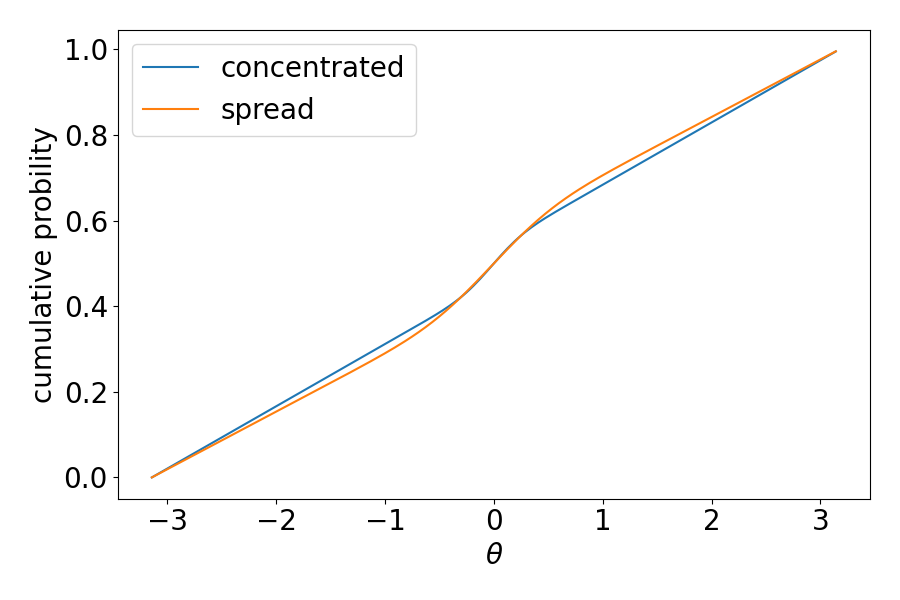 concentrated
spread
cumulative probility
1.0
0.8
0.6
0.4
0.2
0.0
−3 −2 −1 0 1 2 3
θ